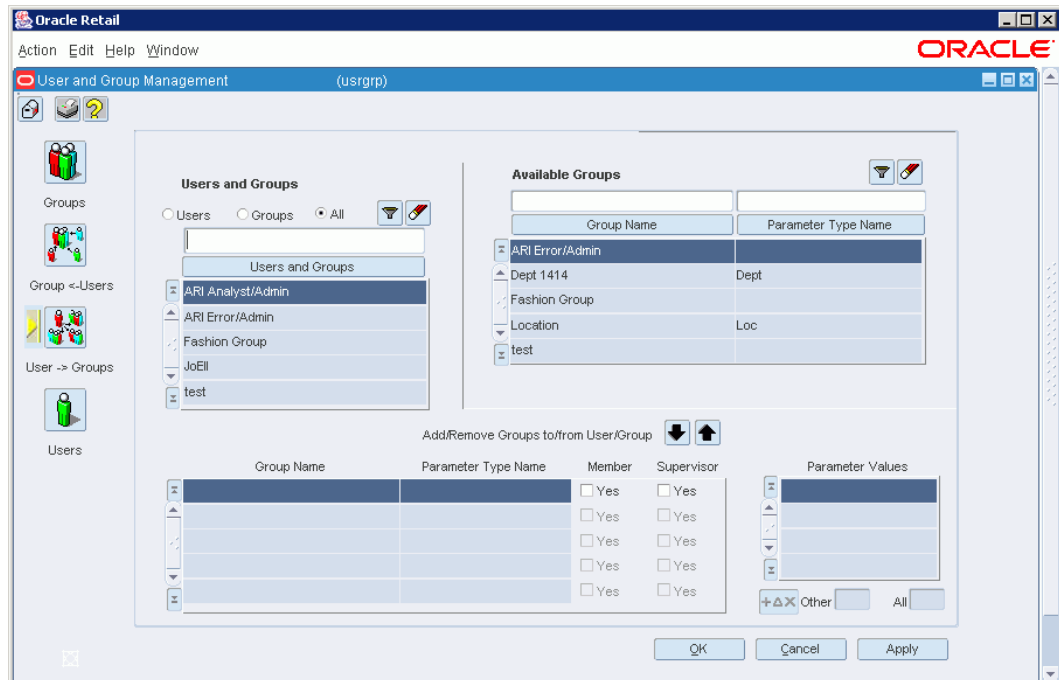 Oracle Retail
Action Edit Help Window
ORACLE
User and Group Management (usrgrp)
Groups
Group <-Users
User -> Groups
Users
Users and Groups
Users Groups All
Users and Groups
ARI Analyst/Admin
ARI Error/Admin
Fashion Group
JoEll
test
Available Groups
Group Name Parameter Type Name
ARI Error/Admin
Dept 1414 Dept
Fashion Group
Location Loc
test
Add/Remove Groups to/from User/Group
Group Name Parameter Type Name Member Supervisor
Yes Yes
Yes Yes
Yes Yes
Yes Yes
Yes Yes
Parameter Values
Other All
OK Cancel Apply